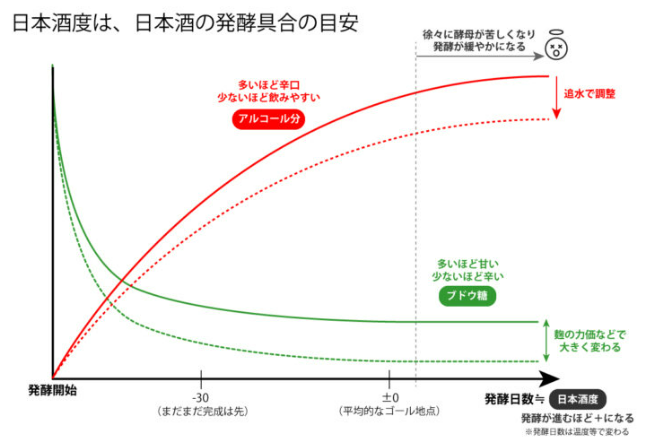 日本酒度は、日本酒の発酵具合の目安
徐々に酵母が苦しくなり
発酵が緩やかになる
多いほど辛口
少ないほど飲みやすい
アルコール分
追水で調整
多いほど甘い
少ないほど辛い
ブドウ糖
麹の力価などで
大きく変わる
発酵開始
-30
(まだまだ完成は先)
±0
(平均的なゴール地点)
発酵日数≒ 日本酒度
発酵が進むほど＋になる
※発酵日数は温度等で変わる